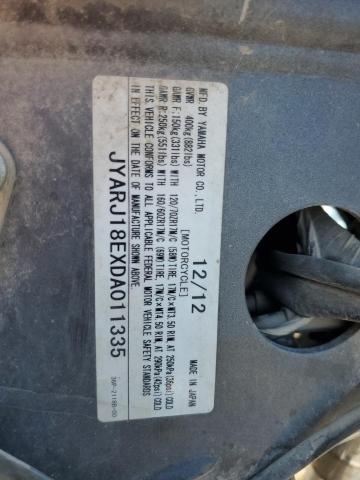 MFD. BY YAMAHA MOTOR CO., LTD. 12/12 MADE IN JAPAN
GVWR 400kg(882lbs) [MOTORCYCLE]
GAWR F:150kg(331lbs) WITH 120/70ZR17M/C (58W) TIRE, 17M/C×MT3.50 RIM, AT 250kPa(36psi) COLD
GAWR R:250kg(551lbs) WITH 160/60ZR17M/C (69W) TIRE, 17M/C×MT4.50 RIM, AT 290kPa(42psi) COLD
THIS VEHICLE CONFORMS TO ALL APPLICABLE FEDERAL MOTOR VEHICLE SAFETY STANDARDS
IN EFFECT ON THE DATE OF MANUFACTURE SHOWN ABOVE.
JYARJ18EXDA011335